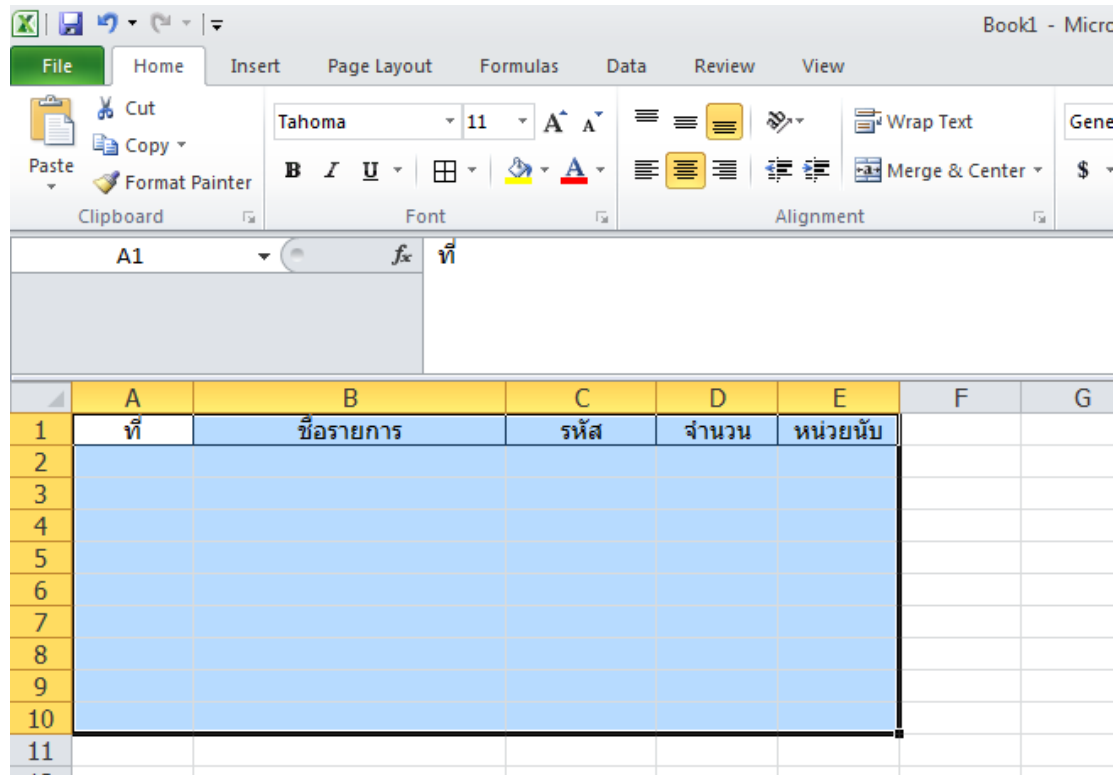 Book1 - Micro
File Home Insert Page Layout Formulas Data Review View
Cut
Copy
Format Painter
Paste
Tahoma 11 A A
B I U A
Wrap Text
Merge & Center
Gene
$
Clipboard Font Alignment
A1 fx ที่
A B C D E F G
1 ที่ ชื่อรายการ รหัส จำนวน หน่วยนับ
2
3
4
5
6
7
8
9
10
11